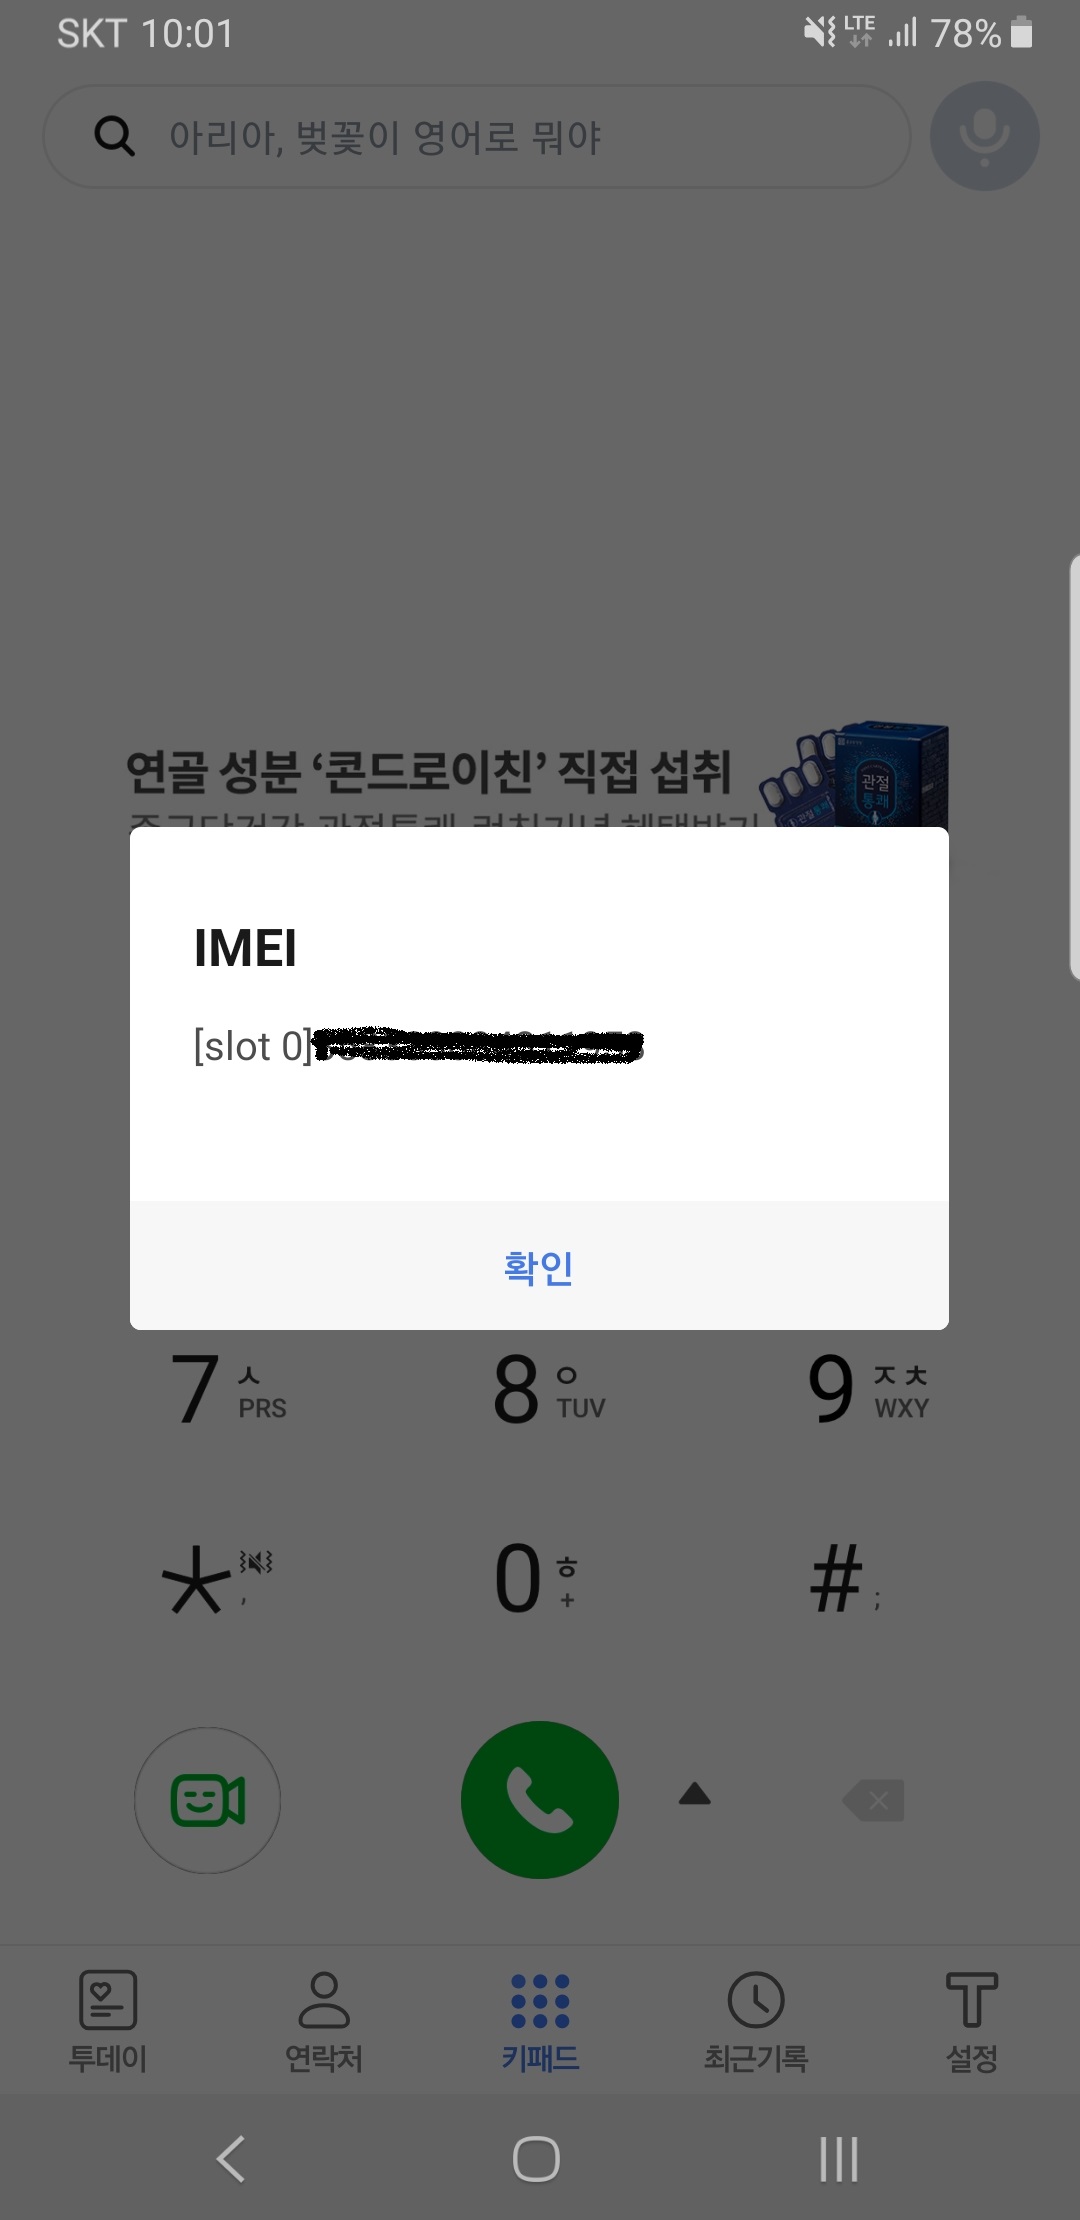 SKT 10:01
LTE
78%
아리아, 벚꽃이 영어로 뭐야
연골 성분 ‘콘드로이친’ 직접 섭취
관절
통쾌
IMEI
[slot 0]
확인
7 ㅅ PRS
8 ㅇ TUV
9 ㅈㅊ WXY
* ,
0 ㅎ +
# ;
투데이
연락처
키패드
최근기록
T
설정